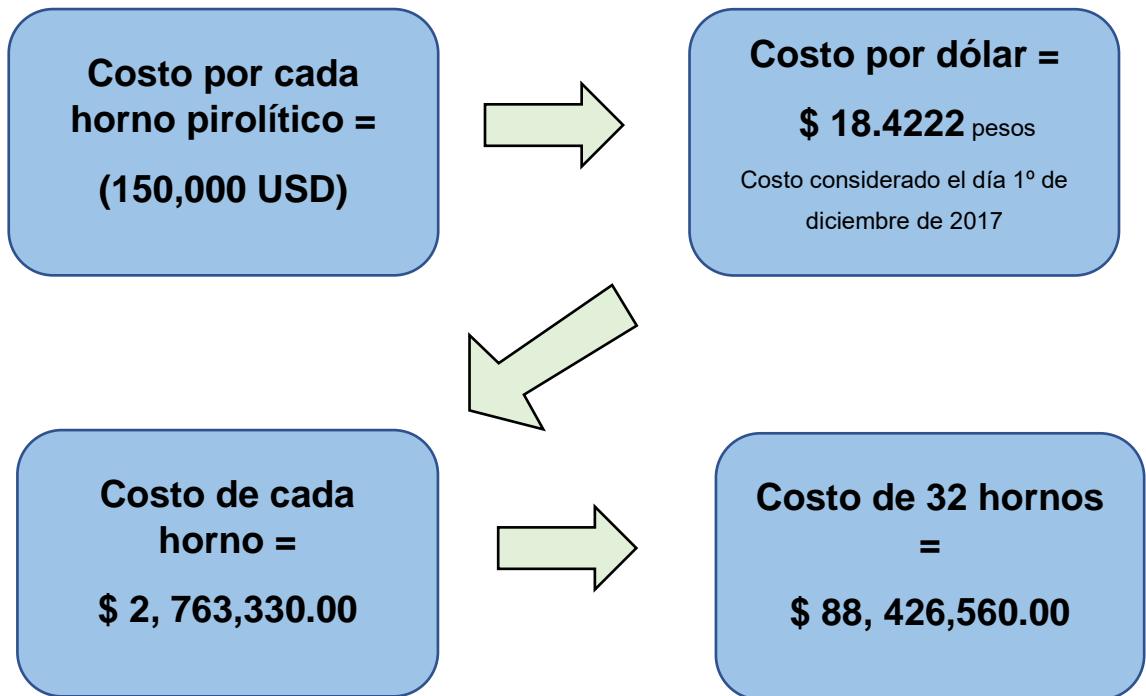 Costo por cada
horno pirolítico =
(150,000 USD)
Costo por dólar =
$ 18.4222 pesos
Costo considerado el día 1º de
diciembre de 2017
Costo de cada
horno =
$ 2, 763,330.00
Costo de 32 hornos
=
$ 88, 426,560.00